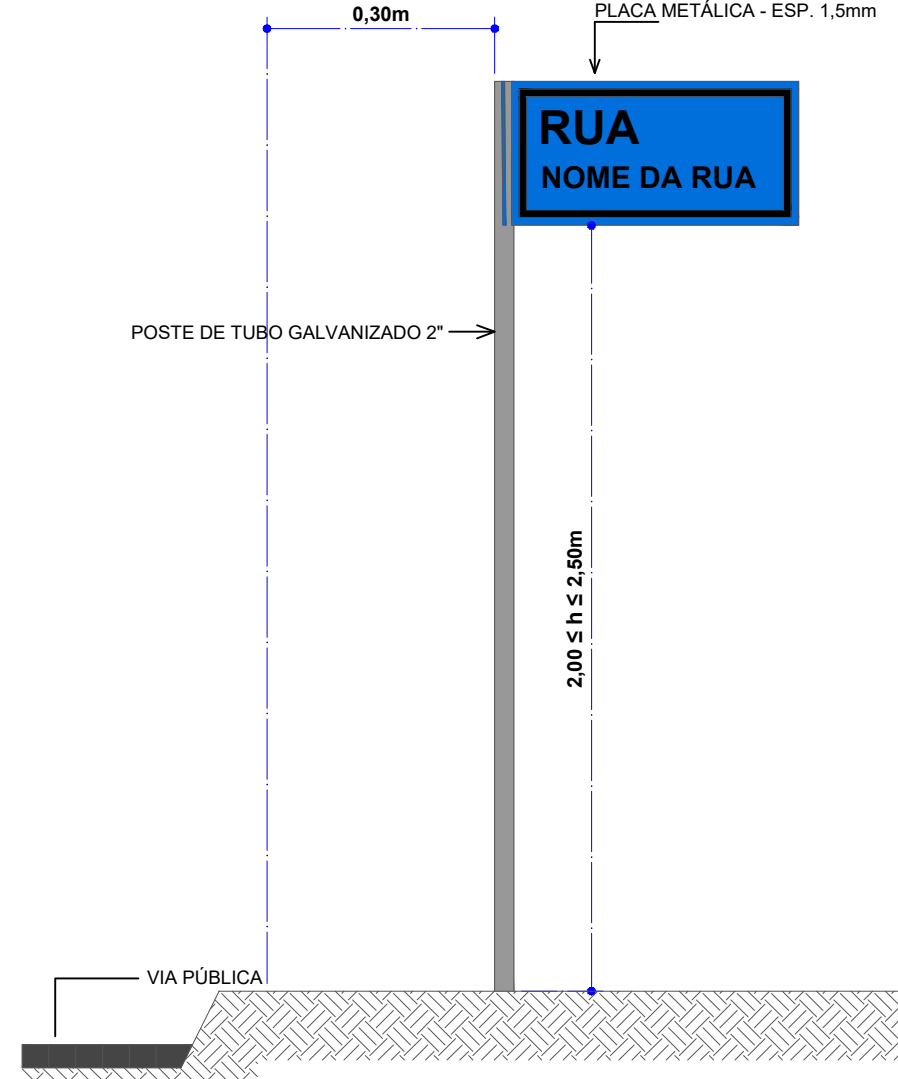 0,30m
PLACA METÁLICA - ESP. 1,5mm
RUA
NOME DA RUA
POSTE DE TUBO GALVANIZADO 2"
2,00 ≤ h ≤ 2,50m
VIA PÚBLICA